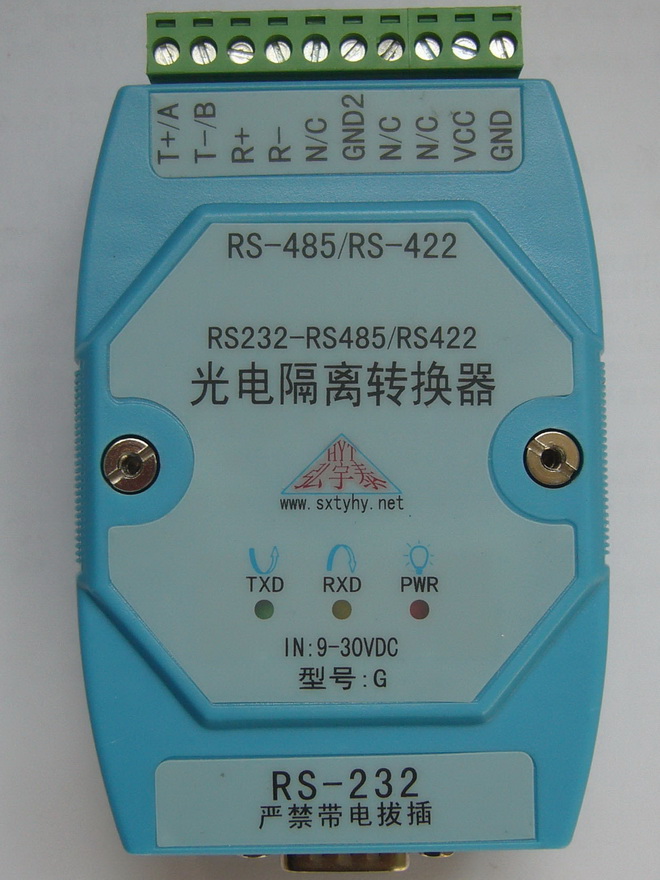 T+/A T-/B R+ R- N/C GND2 N/C N/C VCC GND
RS-485/RS-422
RS232-RS485/RS422
光电隔离转换器
HYT
弘宇泰
www.sxtyhy.net
TXD RXD PWR
IN:9-30VDC
型号:G
RS-232
严禁带电拔插